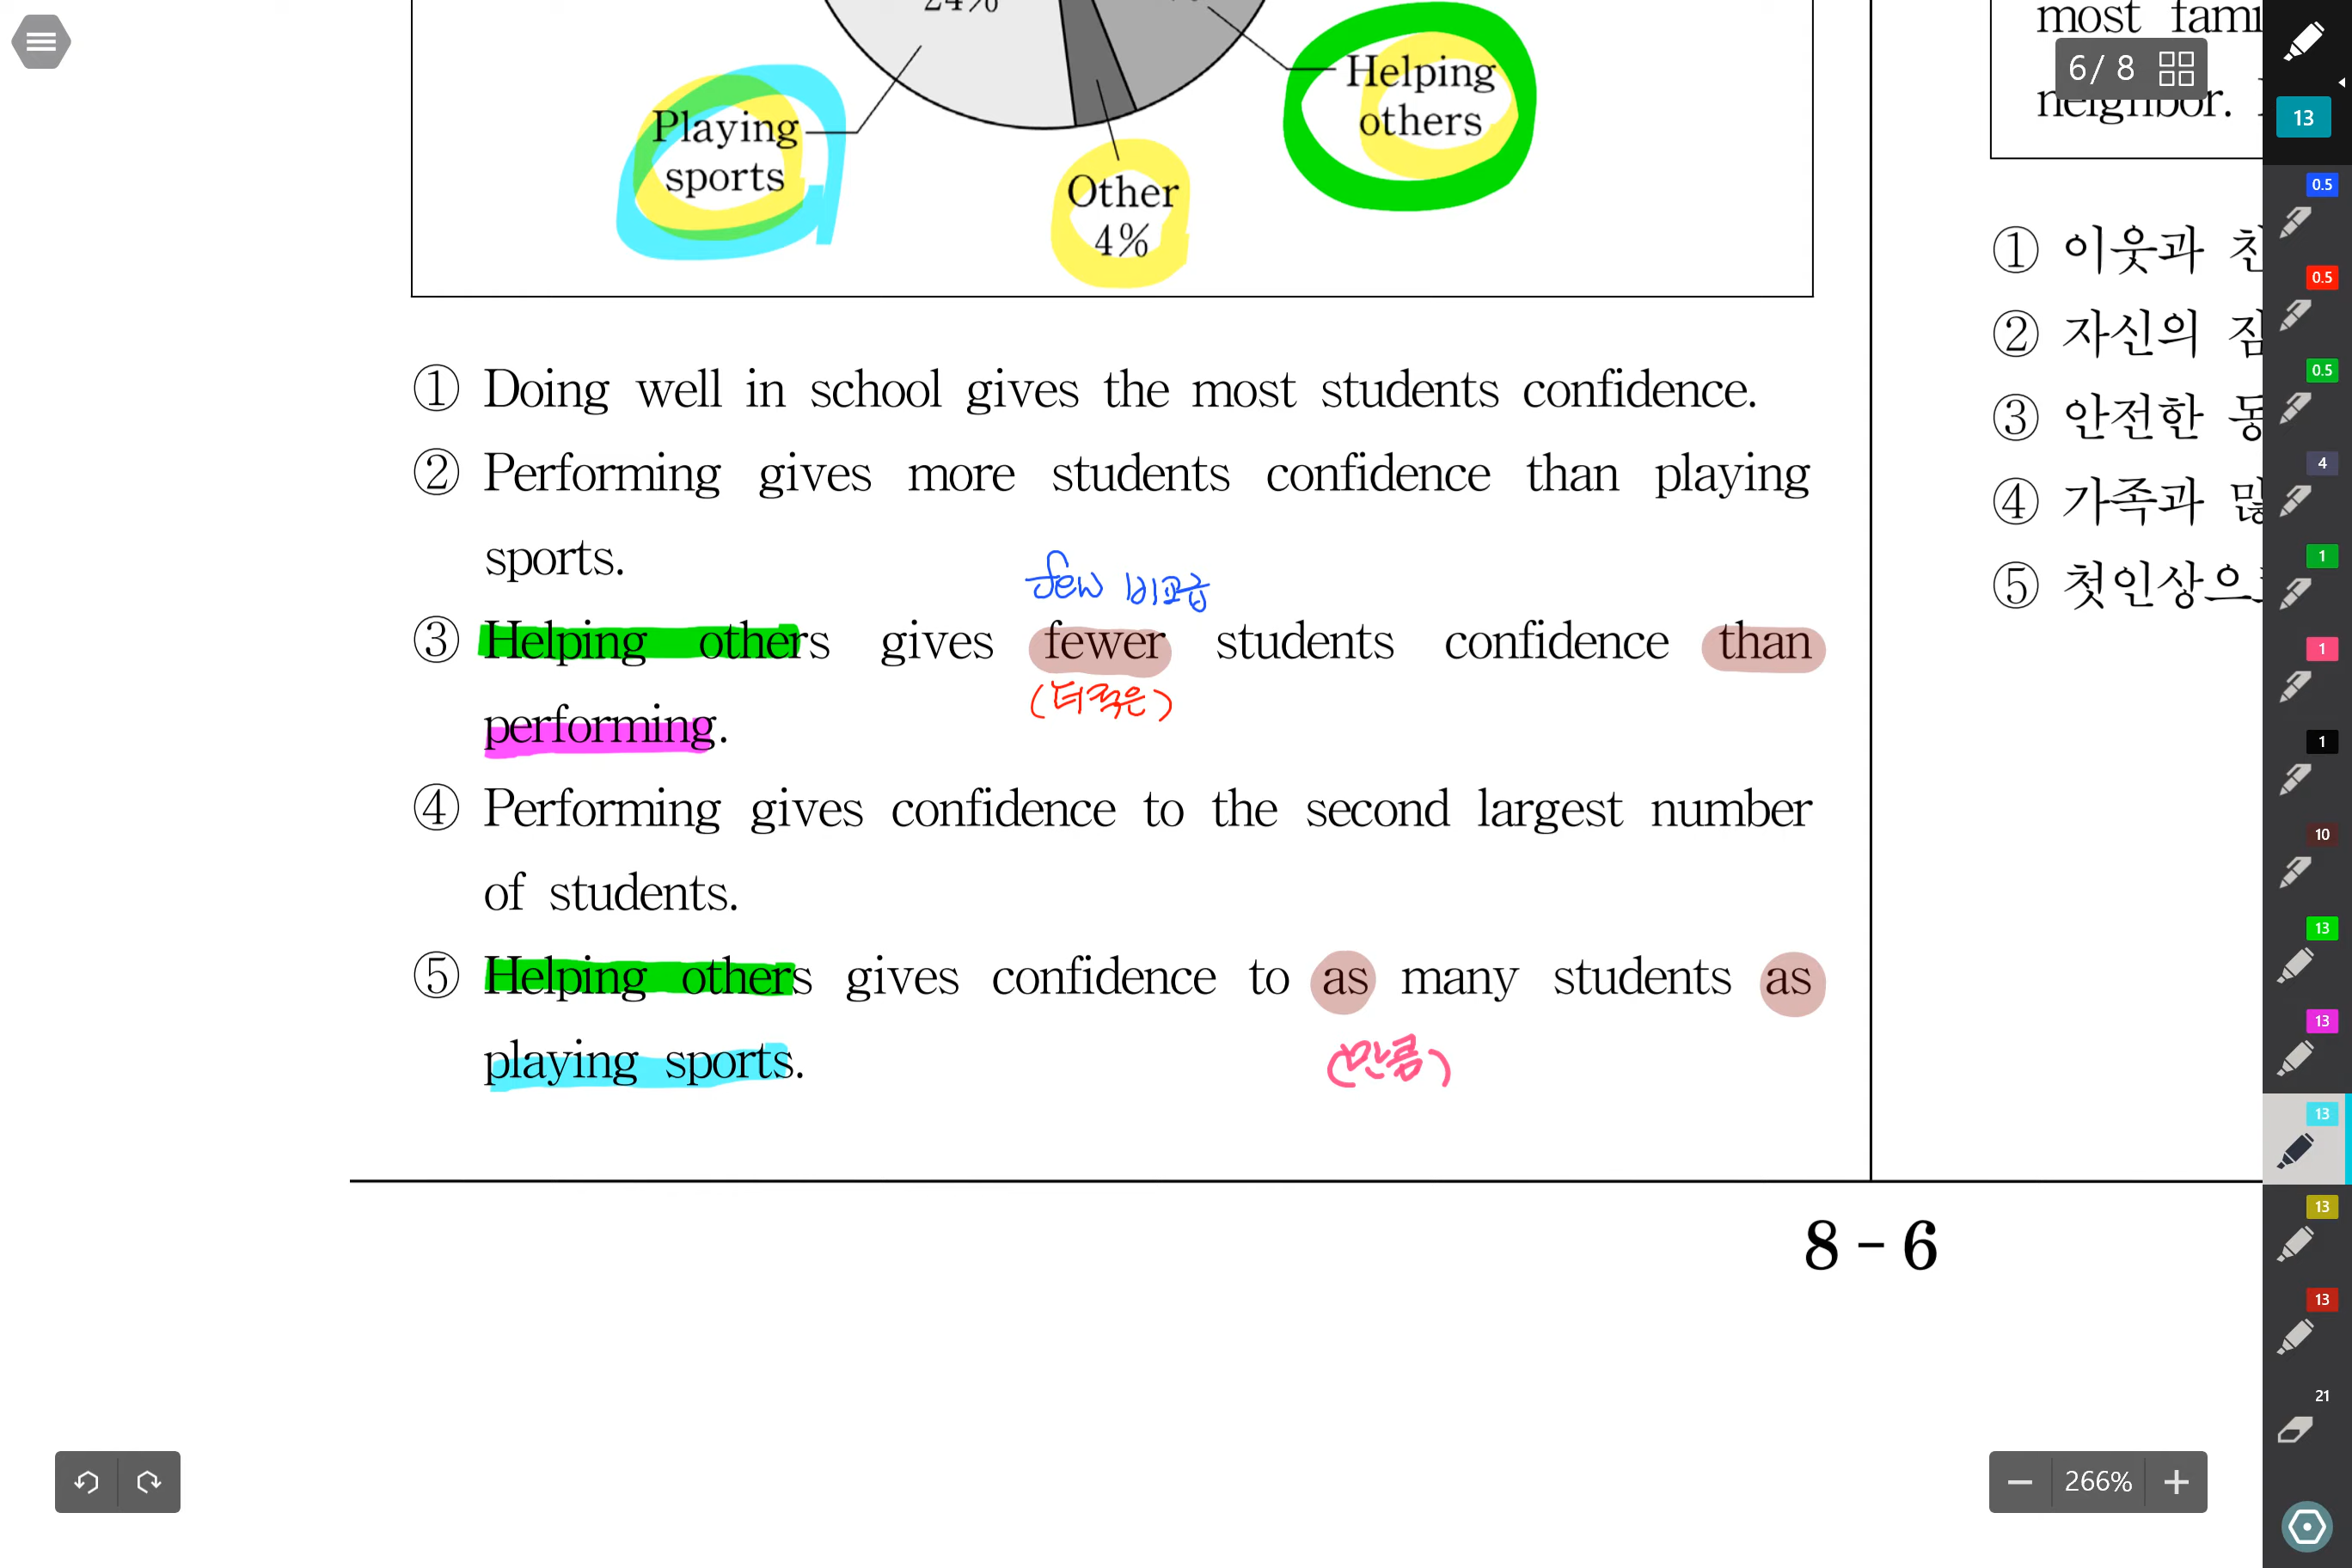 24%
Playing
sports
Other
4%
Helping
others
① Doing well in school gives the most students confidence.
② Performing gives more students confidence than playing
sports.
few 비교급
③ Helping others gives fewer students confidence than
(더 적은)
performing.
④ Performing gives confidence to the second largest number
of students.
⑤ Helping others gives confidence to as many students as
(만큼)
playing sports.
8 - 6
most
neighbor.
6/ 8
① 이웃과
② 자신의
③ 안전한
④ 가족과
⑤ 첫인상으
13
0.5
0.5
0.5
4
1
1
1
10
13
13
13
13
13
21
266%